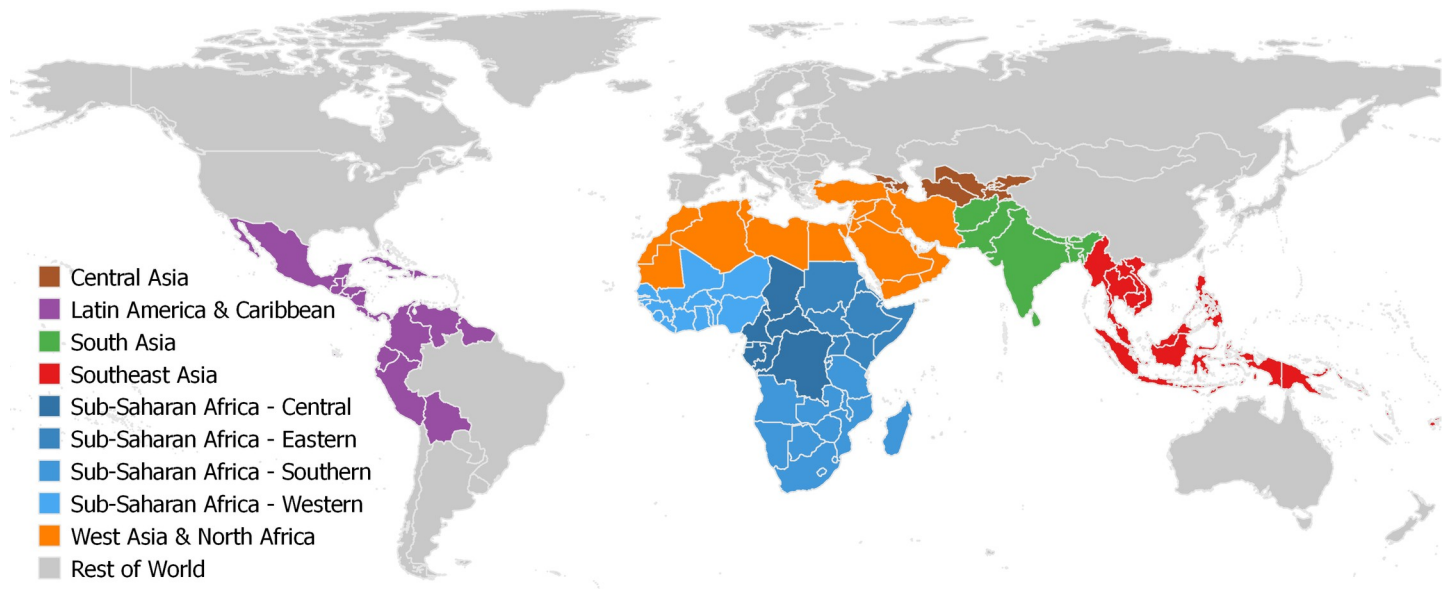 Central Asia
Latin America & Caribbean
South Asia
Southeast Asia
Sub-Saharan Africa - Central
Sub-Saharan Africa - Eastern
Sub-Saharan Africa - Southern
Sub-Saharan Africa - Western
West Asia & North Africa
Rest of World